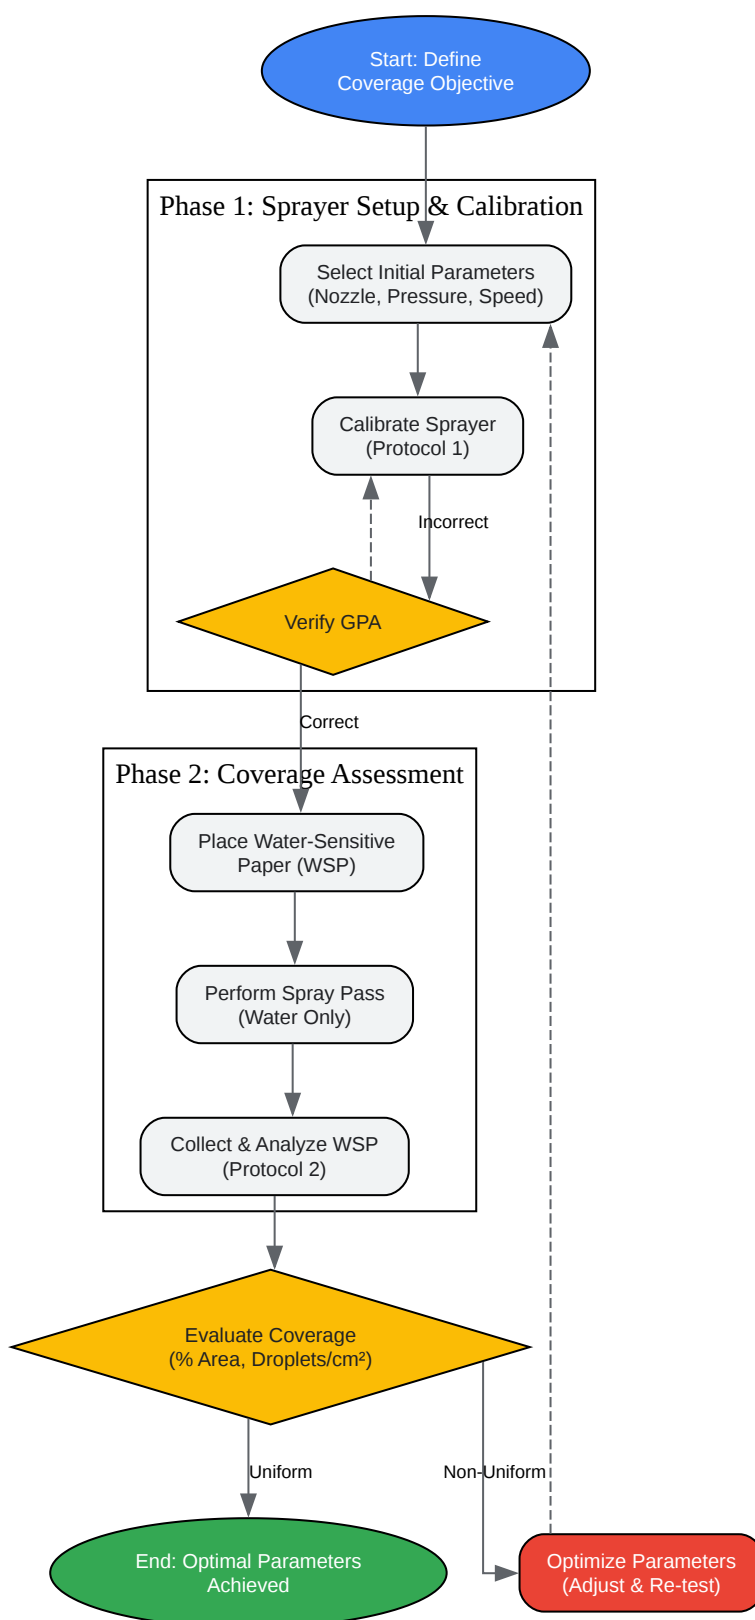 Start: Define
Coverage Objective
Phase 1: Sprayer Setup & Calibration
Select Initial Parameters
(Nozzle, Pressure, Speed)
Calibrate Sprayer
(Protocol 1)
Incorrect
Verify GPA
Correct
Phase 2: Coverage Assessment
Place Water-Sensitive
Paper (WSP)
Perform Spray Pass
(Water Only)
Collect & Analyze WSP
(Protocol 2)
Evaluate Coverage
(% Area, Droplets/cm²)
Uniform
Non-Uniform
End: Optimal Parameters
Achieved
Optimize Parameters
(Adjust & Re-test)